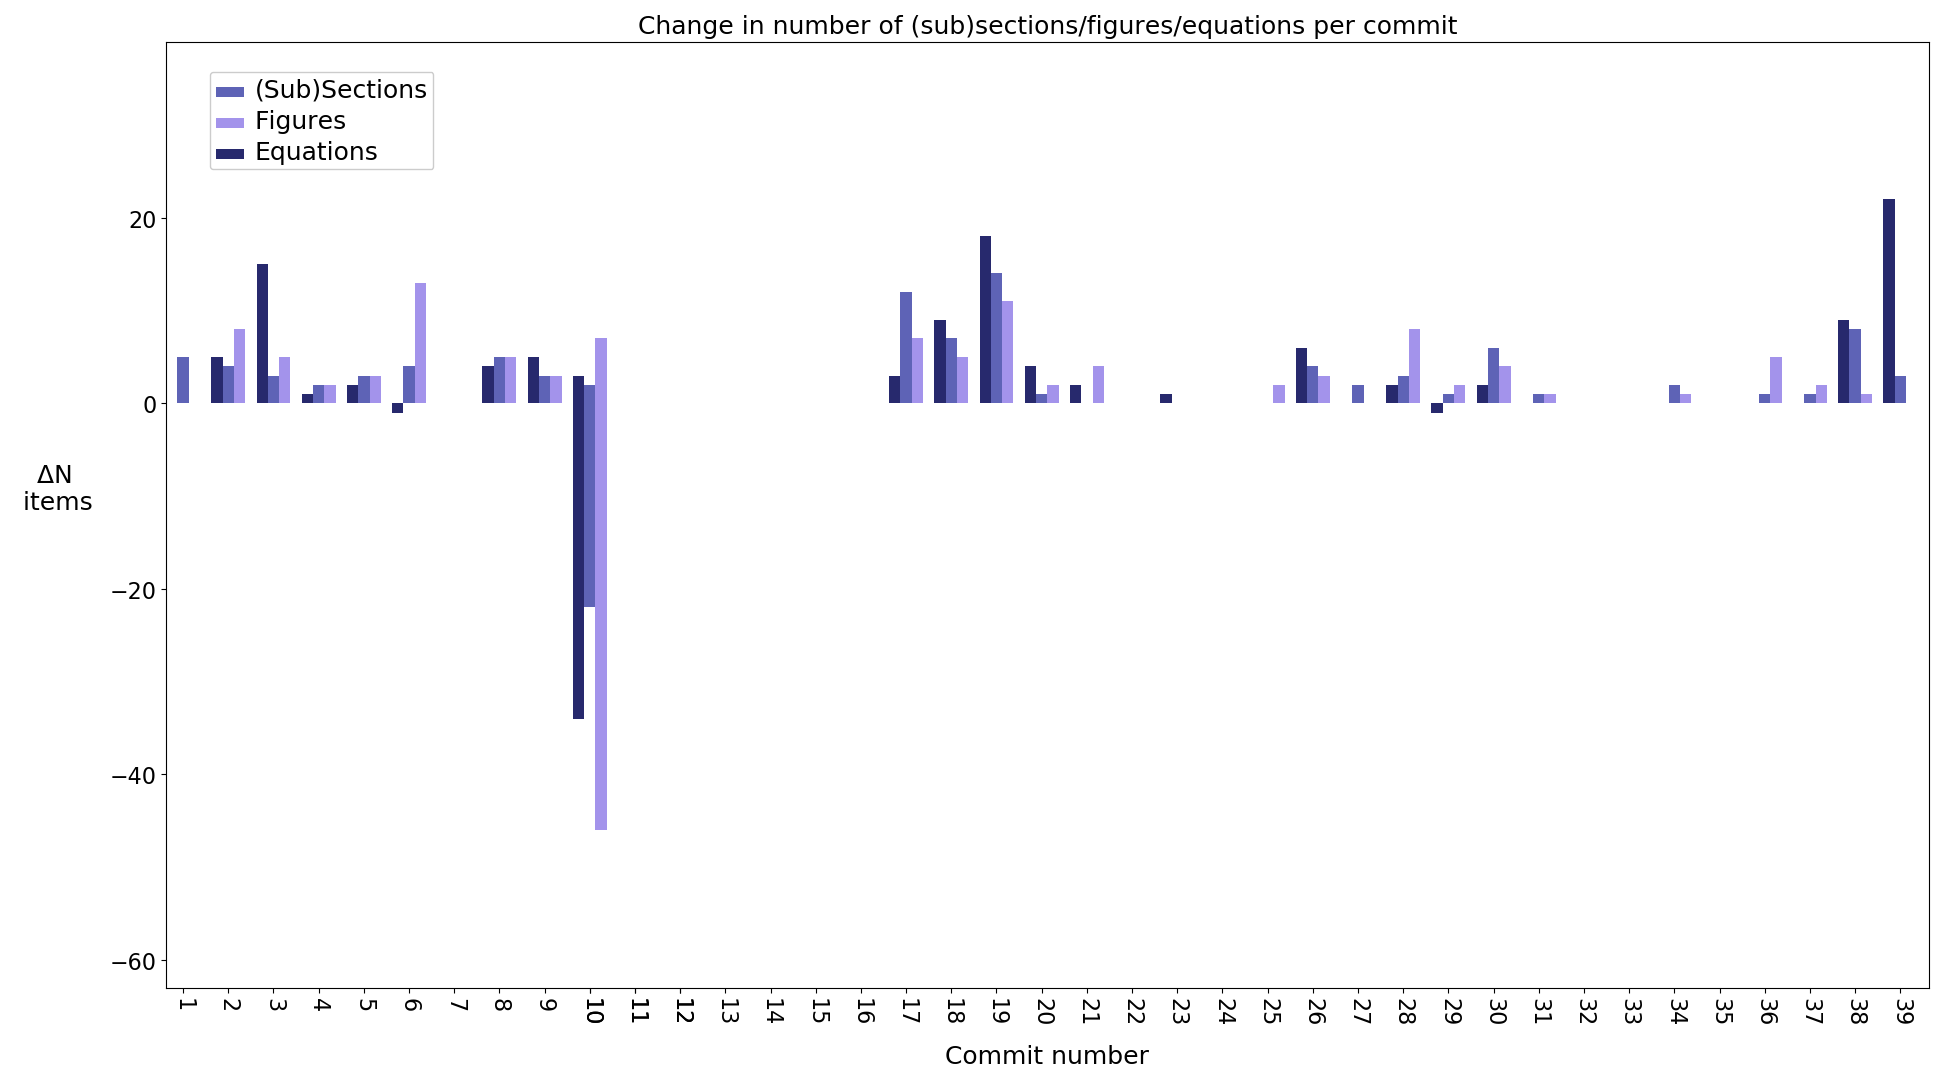 Change in number of (sub)sections/figures/equations per commit
(Sub)Sections
Figures
Equations
20
0
−20
−40
−60
ΔN
items
1 2 3 4 5 6 7 8 9 10 11 12 13 14 15 16 17 18 19 20 21 22 23 24 25 26 27 28 29 30 31 32 33 34 35 36 37 38 39
Commit number